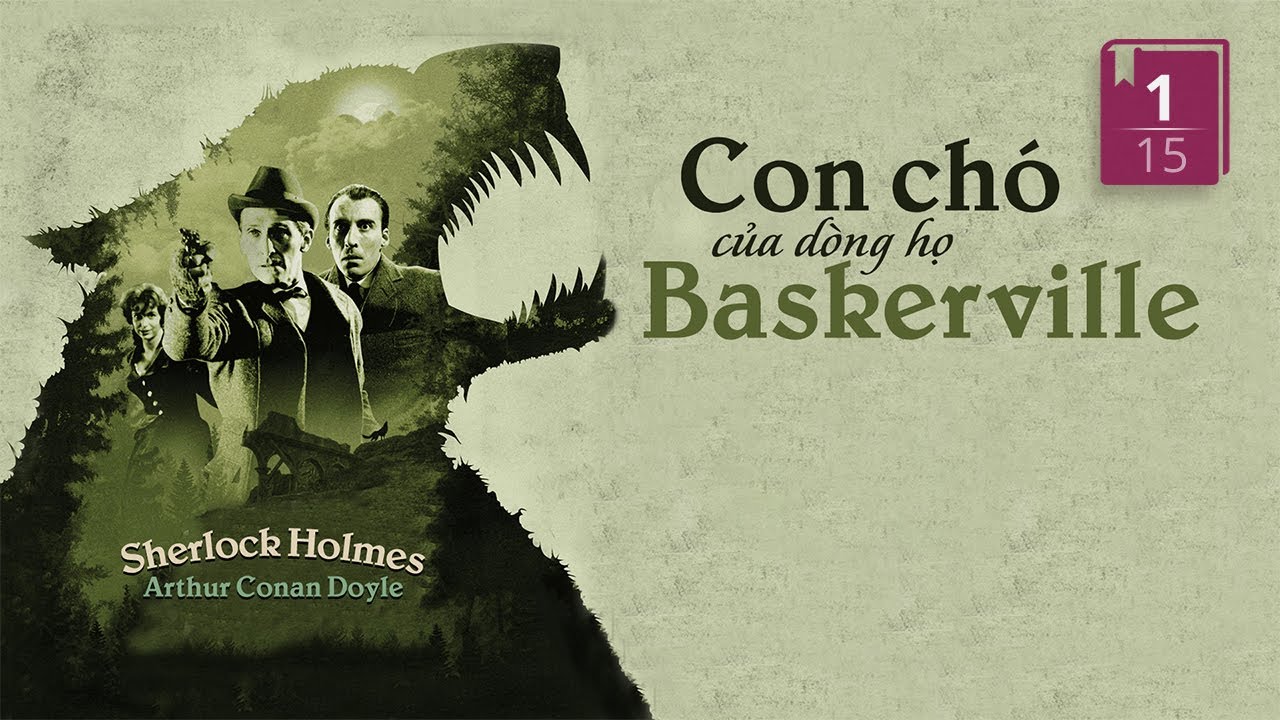 Con chó
của dòng họ
Baskerville
1
15
Sherlock Holmes
Arthur Conan Doyle